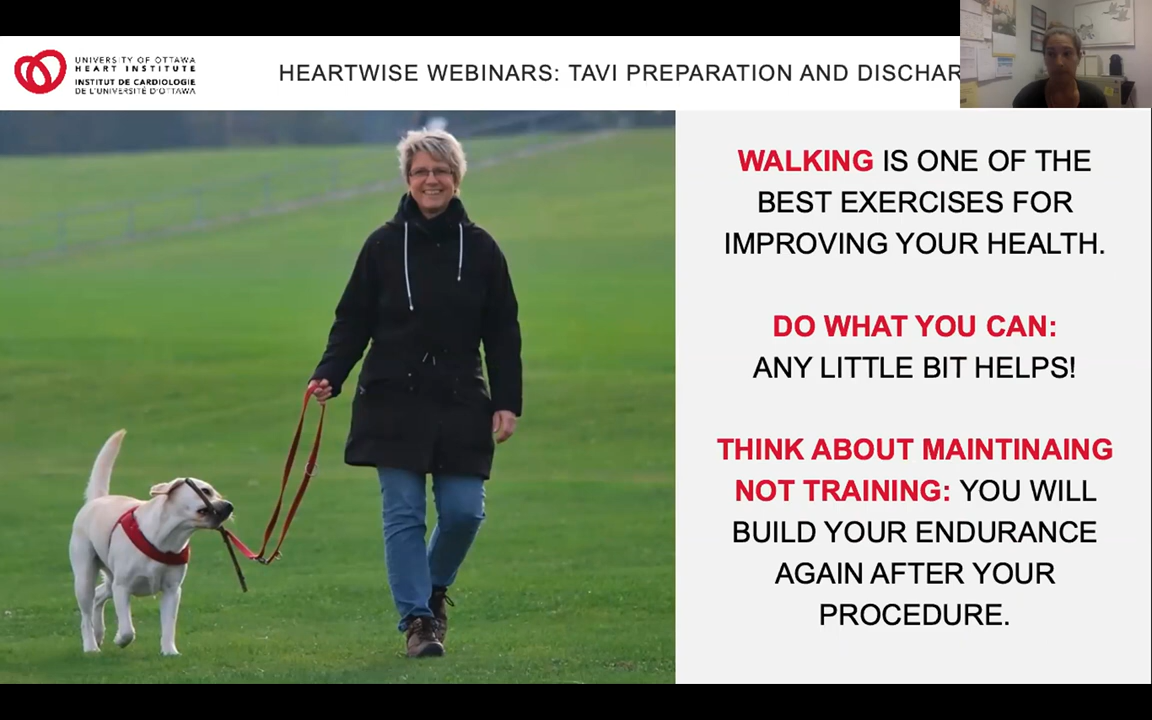 UNIVERSITY OF OTTAWA
HEART INSTITUTE
INSTITUT DE CARDIOLOGIE
DE L'UNIVERSITÉ D'OTTAWA
HEARTWISE WEBINARS: TAVI PREPARATION AND DISCHAR
WALKING IS ONE OF THE
BEST EXERCISES FOR
IMPROVING YOUR HEALTH.
DO WHAT YOU CAN:
ANY LITTLE BIT HELPS!
THINK ABOUT MAINTINAING
NOT TRAINING: YOU WILL
BUILD YOUR ENDURANCE
AGAIN AFTER YOUR
PROCEDURE.